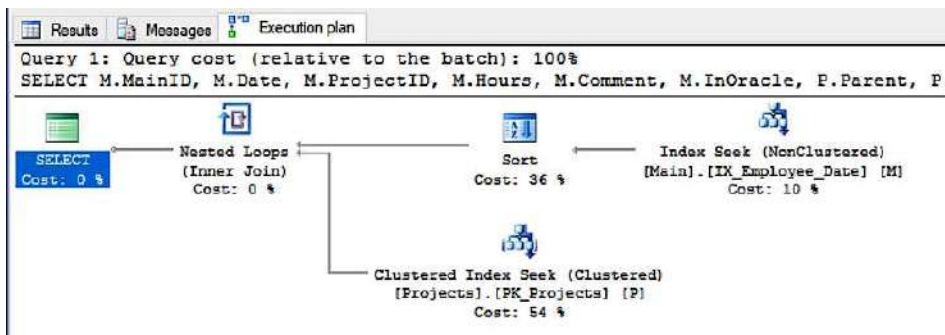 Results Messages Execution plan
Query 1: Query cost (relative to the batch): 100%
SELECT M.MainID, M.Date, M.ProjectID, M.Hours, M.Comment, M.InOracle, P.Parent, P
SELECT
Cost: 0 %
Nested Loops
(Inner Join)
Cost: 0 %
Sort
Cost: 36 %
Index Seek (NonClustered)
[Main].[IX_Employee_Date] [M]
Cost: 10 %
Clustered Index Seek (Clustered)
[Projects].[PK_Projects] [P]
Cost: 54 %